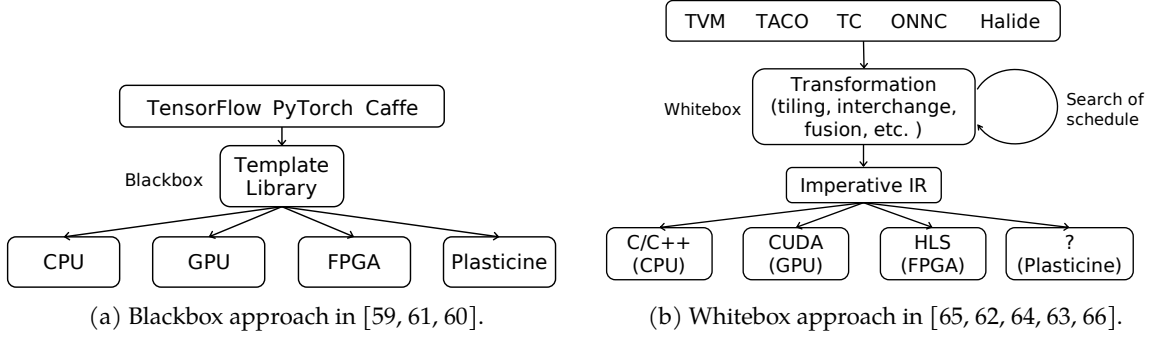 TensorFlow PyTorch Caffe
Blackbox
Template
Library
CPU
GPU
FPGA
Plasticine
(a) Blackbox approach in [59, 61, 60].
TVM TACO TC ONNC Halide
Whitebox
Transformation
(tiling, interchange,
fusion, etc. )
Search of
schedule
Imperative IR
C/C++
(CPU)
CUDA
(GPU)
HLS
(FPGA)
?
(Plasticine)
(b) Whitebox approach in [65, 62, 64, 63, 66].